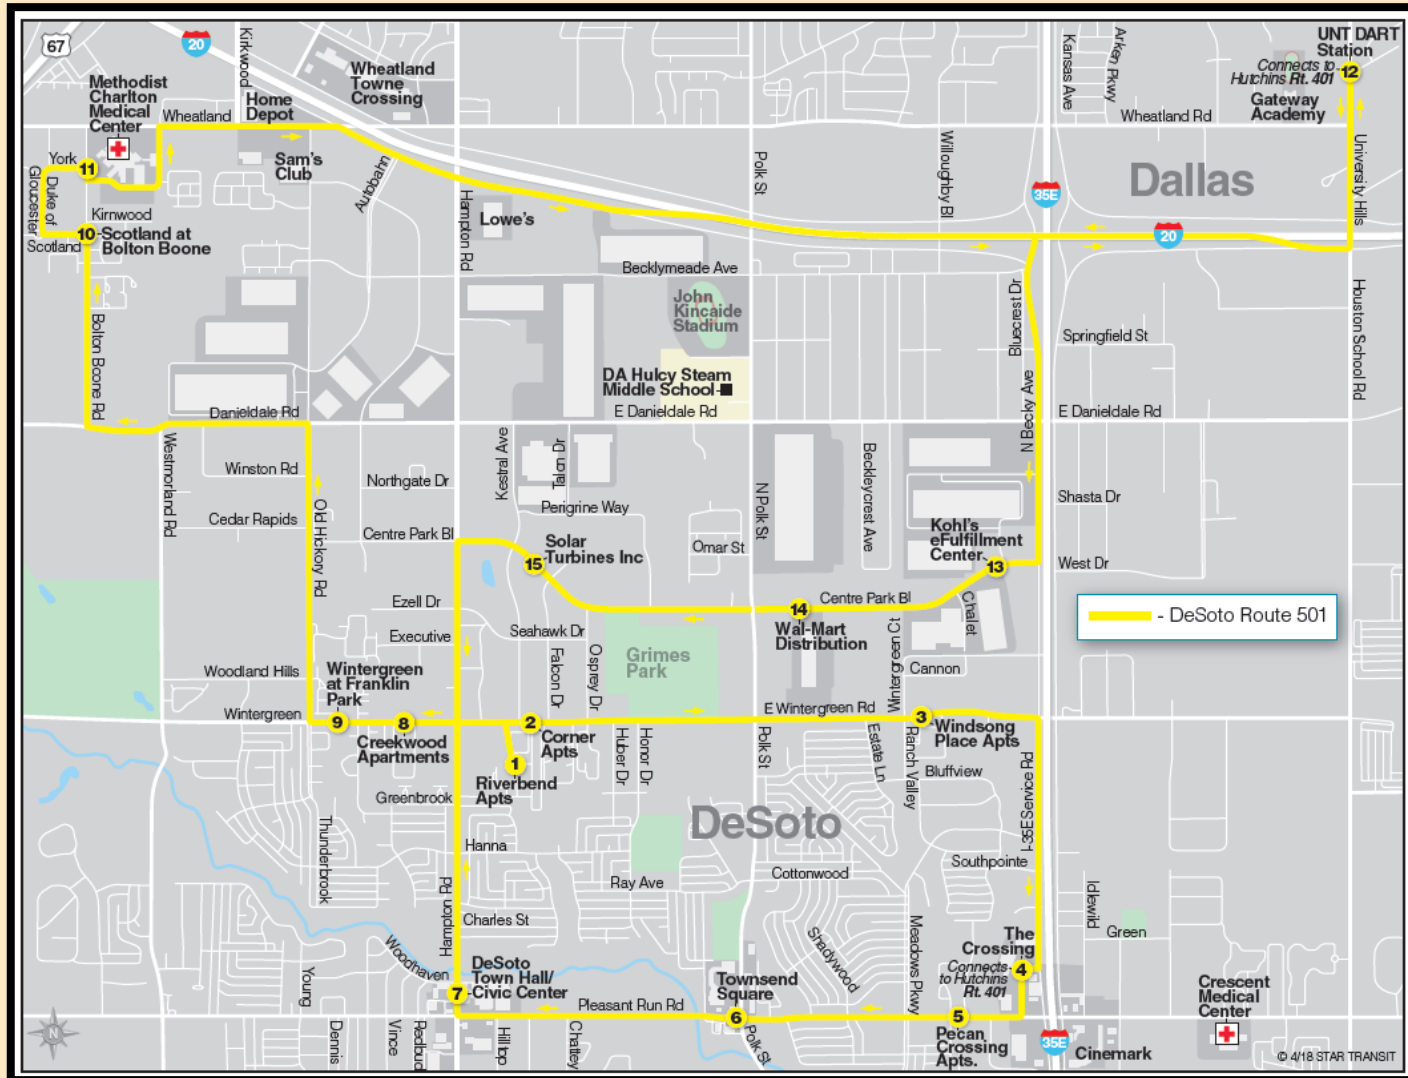 67
20
Kirkwood
Wheatland
Towne
Crossing
Kansas Ave
Arken Pkwy
UNT DART
Station
Connects to
Hutchins Rt. 401
12
Gateway
Academy
Methodist
Charlton
Medical
Center
Wheatland
Home
Depot
Wheatland Rd
York
11
Sam's
Club
Autobahn
Polk St
Willoughby Bl
Dallas
University Hills
35E
Gloucester
Duke of
Kirnwood
Scotland
10
Scotland at
Bolton Boone
Hampton Rd
Lowe's
20
Becklymeade Ave
John
Kincaide
Stadium
Bluecrest Dr
Springfield St
Houston School Rd
Bolton Boone Rd
DA Hulcy Steam
Middle School
N Becky Ave
Danieldale Rd
E Danieldale Rd
E Danieldale Rd
Westmorland Rd
Winston Rd
Northgate Dr
Kestral Ave
Talon Dr
Beckleycrest Ave
Old Hickory Rd
Cedar Rapids
Perigrine Way
N Polk St
Shasta Dr
Centre Park Bl
Solar
Turbines Inc
15
Omar St
Kohl's
eFulfillment
Center
13
West Dr
Ezell Dr
14
Centre Park Bl
Chalet
- DeSoto Route 501
Executive
Seahawk Dr
Wal-Mart
Distribution
Wintergreen Ct
Falcon Dr
Osprey Dr
Grimes
Park
Cannon
Woodland Hills
Wintergreen
at Franklin
Park
Wintergreen
9
8
2
E Wintergreen Rd
3
Creekwood
Apartments
Corner
Apts
Windsong
Place Apts
1
Riverbend
Apts
Huber Dr
Honor Dr
Polk St
Estate Ln
Ranch Valley
Bluffview
I-35E Service Rd
Greenbrook
DeSoto
Thunderbrook
Hanna
Southpointe
Ray Ave
Cottonwood
Hampton Rd
Charles St
Idlewild
Green
Shadywood
Meadows Pkwy
The
Crossing
4
Connects
to Hutchins
Rt. 401
Woodhaven
DeSoto
Town Hall/
Civic Center
7
Young
Townsend
Square
Crescent
Medical
Center
Pleasant Run Rd
6
5
Pecan
Crossing
Apts.
N
Dennis
Vince
Redbud
Hilltop
Chattey
Polk St
35E
Cinemark
© 4/18 STAR TRANSIT